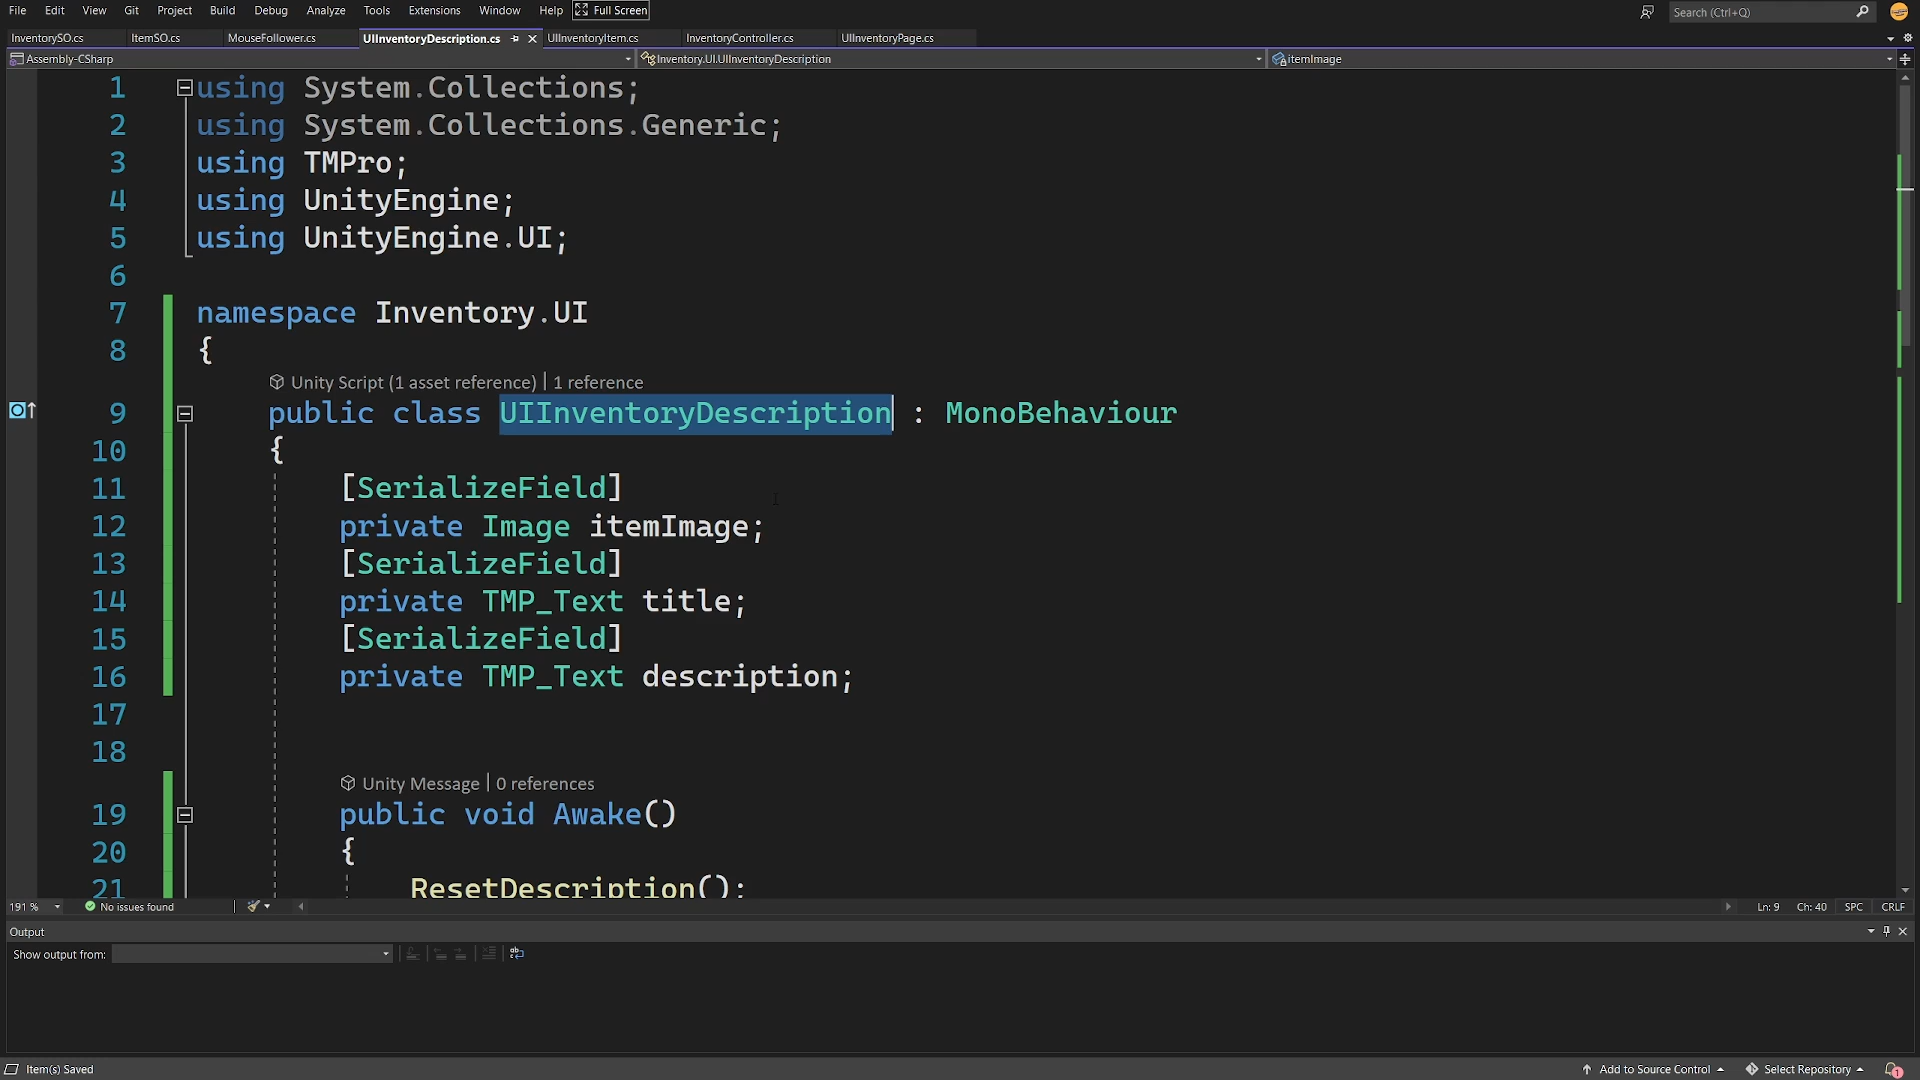 File Edit View Git Project Build Debug Analyze Tools Extensions Window Help Full Screen Search (Ctrl+Q)
InventorySO.cs ItemSO.cs MouseFollower.cs UIInventoryDescription.cs UIInventoryItem.cs InventoryController.cs UIInventoryPage.cs
Assembly-CSharp Inventory.UI.UIInventoryDescription itemImage
1 using System.Collections;
2 using System.Collections.Generic;
3 using TMPro;
4 using UnityEngine;
5 using UnityEngine.UI;
6
7 namespace Inventory.UI
8 {
Unity Script (1 asset reference) | 1 reference
9 public class UIInventoryDescription : MonoBehaviour
10 {
11 [SerializeField]
12 private Image itemImage;
13 [SerializeField]
14 private TMP_Text title;
15 [SerializeField]
16 private TMP_Text description;
17
18
Unity Message | 0 references
19 public void Awake()
20 {
21 ResetDescription();
191 % No issues found Ln: 9 Ch: 40 SPC CRLF
Output
Show output from:
Item(s) Saved Add to Source Control Select Repository 1